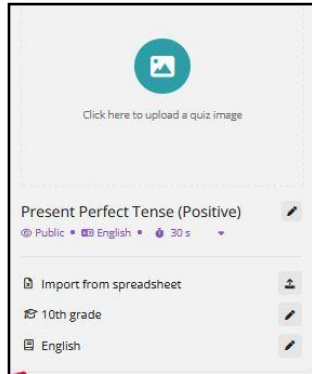 Click here to upload a quiz image
Present Perfect Tense (Positive)
Public • English • 30 s
Import from spreadsheet
10th grade
English